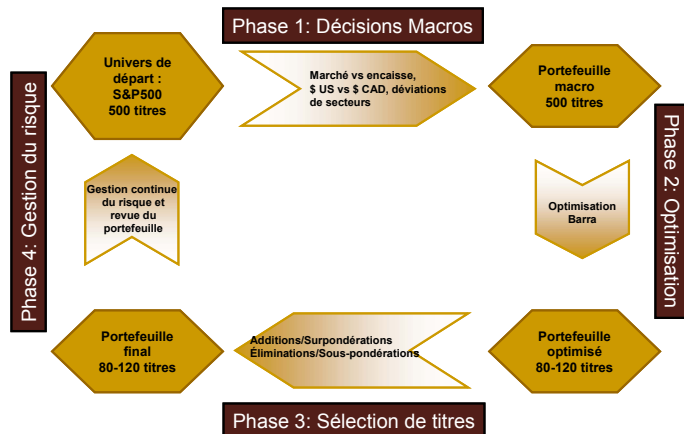 Phase 1: Décisions Macros
Univers de
départ :
S&P500
500 titres
Marché vs encaisse,
$ US vs $ CAD, déviations
de secteurs
Portefeuille
macro
500 titres
Phase 2: Optimisation
Optimisation
Barra
Portefeuille
optimisé
80-120 titres
Phase 3: Sélection de titres
Additions/Surpondérations
Éliminations/Sous-pondérations
Portefeuille
final
80-120 titres
Phase 4: Gestion du risque
Gestion continue
du risque et
revue du
portefeuille